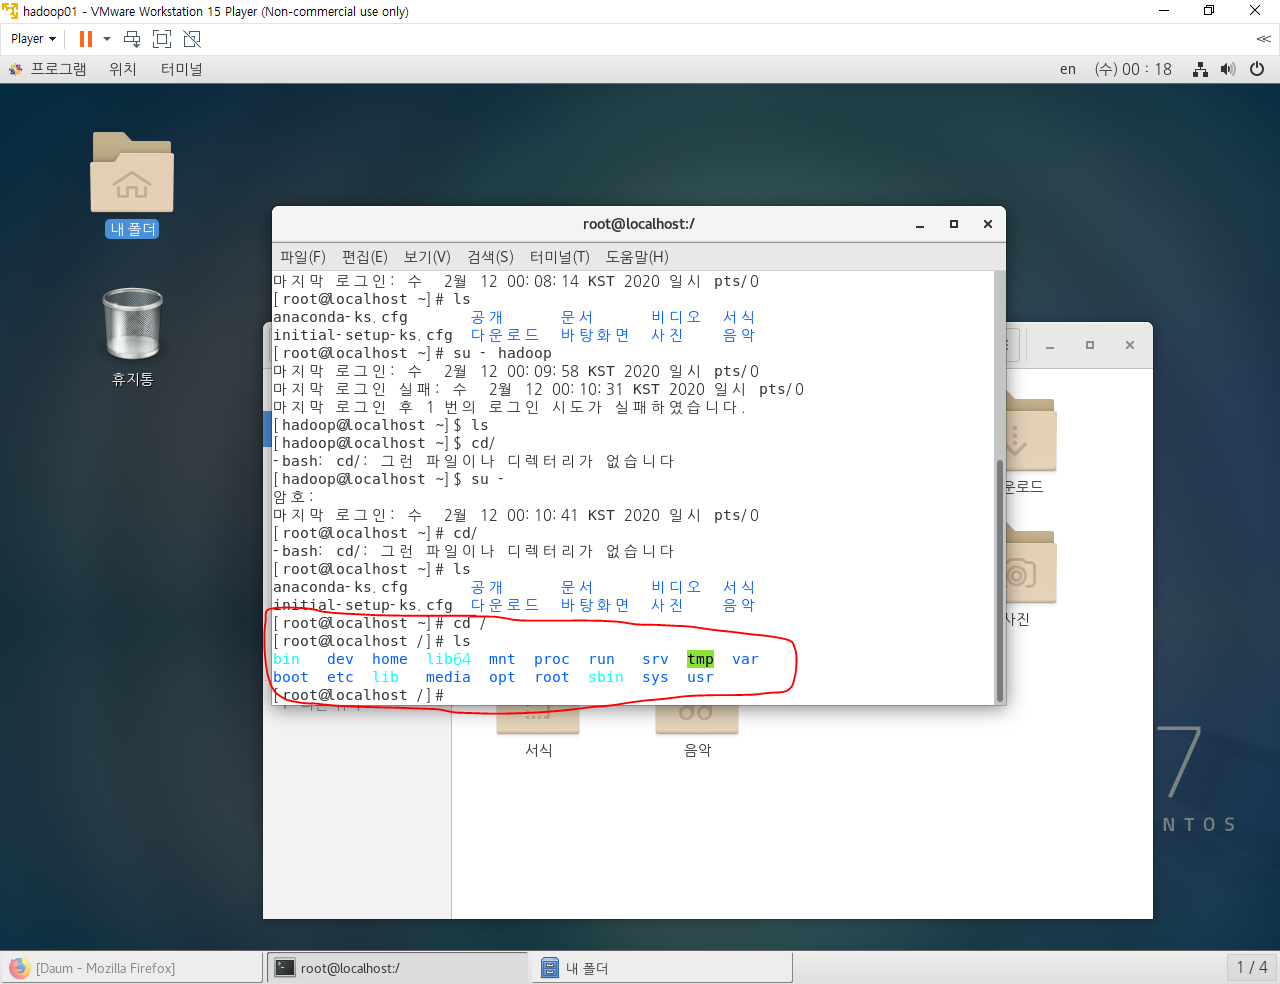 hadoop01 - VMware Workstation 15 Player (Non-commercial use only)
Player
프로그램 위치 터미널 en (수) 00 : 18
내 폴더
휴지통
root@localhost:/
파일(F) 편집(E) 보기(V) 검색(S) 터미널(T) 도움말(H)
마지막 로그인: 수 2월 12 00:08:14 KST 2020 일시 pts/0
[root@localhost ~]# ls
anaconda-ks.cfg 공개 문서 비디오 서식
initial-setup-ks.cfg 다운로드 바탕화면 사진 음악
[root@localhost ~]# su - hadoop
마지막 로그인: 수 2월 12 00:09:58 KST 2020 일시 pts/0
마지막 로그인 실패: 수 2월 12 00:10:31 KST 2020 일시 pts/0
마지막 로그인 후 1 번의 로그인 시도가 실패하였습니다.
[hadoop@localhost ~]$ ls
[hadoop@localhost ~]$ cd/
-bash: cd/: 그런 파일이나 디렉터리가 없습니다
[hadoop@localhost ~]$ su -
암호:
마지막 로그인: 수 2월 12 00:10:41 KST 2020 일시 pts/0
[root@localhost ~]# cd/
-bash: cd/: 그런 파일이나 디렉터리가 없습니다
[root@localhost ~]# ls
anaconda-ks.cfg 공개 문서 비디오 서식
initial-setup-ks.cfg 다운로드 바탕화면 사진 음악
[root@localhost ~]# cd /
[root@localhost /]# ls
bin dev home lib64 mnt proc run srv tmp var
boot etc lib media opt root sbin sys usr
[root@localhost /]#
운로드
사진
서식 음악
7
NTOS
[Daum - Mozilla Firefox] root@localhost:/ 내 폴더 1 / 4